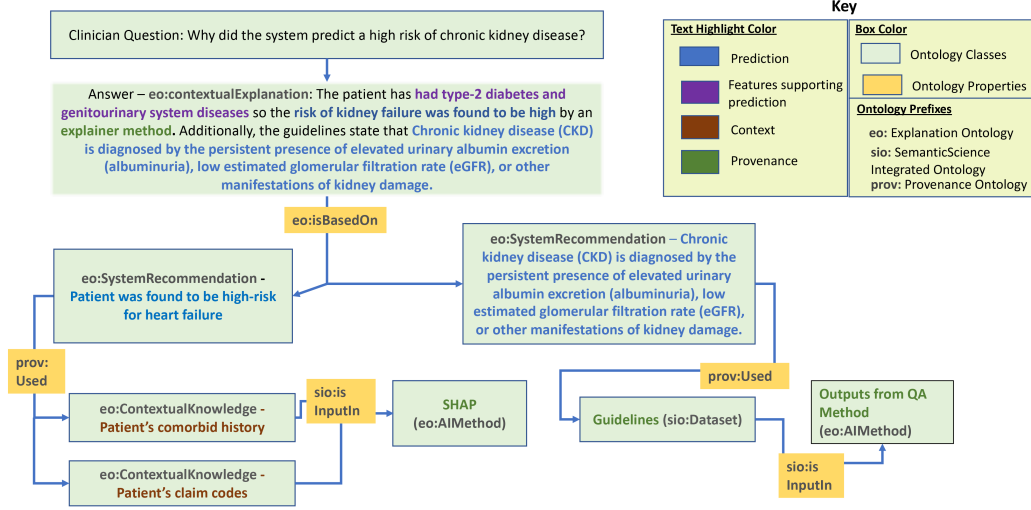 Clinician Question: Why did the system predict a high risk of chronic kidney disease?
Answer – eo:contextualExplanation: The patient has had type-2 diabetes and
genitourinary system diseases so the risk of kidney failure was found to be high by an
explainer method. Additionally, the guidelines state that Chronic kidney disease (CKD)
is diagnosed by the persistent presence of elevated urinary albumin excretion
(albuminuria), low estimated glomerular filtration rate (eGFR), or other
manifestations of kidney damage.
Key
Text Highlight Color
Prediction
Features supporting
prediction
Context
Provenance
Box Color
Ontology Classes
Ontology Properties
Ontology Prefixes
eo: Explanation Ontology
sio: SemanticScience
Integrated Ontology
prov: Provenance Ontology
eo:isBasedOn
eo:SystemRecommendation -
Patient was found to be high-risk
for heart failure
eo:SystemRecommendation – Chronic
kidney disease (CKD) is diagnosed by the
persistent presence of elevated urinary
albumin excretion (albuminuria), low
estimated glomerular filtration rate (eGFR),
or other manifestations of kidney damage.
prov:
Used
eo:ContextualKnowledge -
Patient's comorbid history
eo:ContextualKnowledge -
Patient's claim codes
sio:is
InputIn
SHAP
(eo:AIMethod)
prov:Used
Guidelines (sio:Dataset)
sio:is
InputIn
Outputs from QA
Method
(eo:AIMethod)